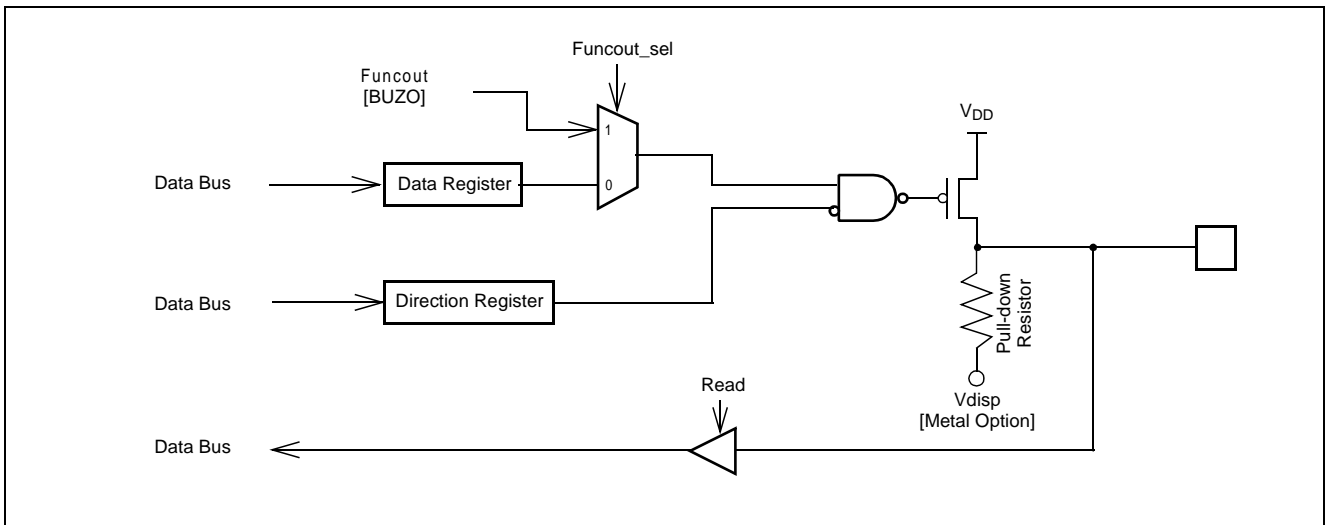 Funcout_sel
Funcout
[BUZO]
VDD
1
Data Bus
Data Register
0
Data Bus
Direction Register
Pull-down
Resistor
Read
Vdisp
[Metal Option]
Data Bus